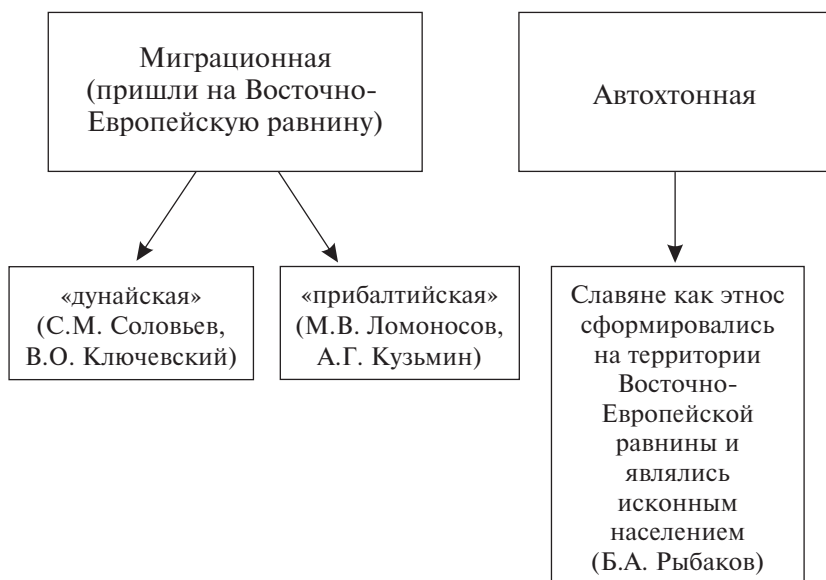 Миграционная
(пришли на Восточно-
Европейскую равнину)
Автохтонная
«дунайская»
(С.М. Соловьев,
В.О. Ключевский)
«прибалтийская»
(М.В. Ломоносов,
А.Г. Кузьмин)
Славяне как этнос
сформировались
на территории
Восточно-
Европейской
равнины и
являлись
исконным
населением
(Б.А. Рыбаков)